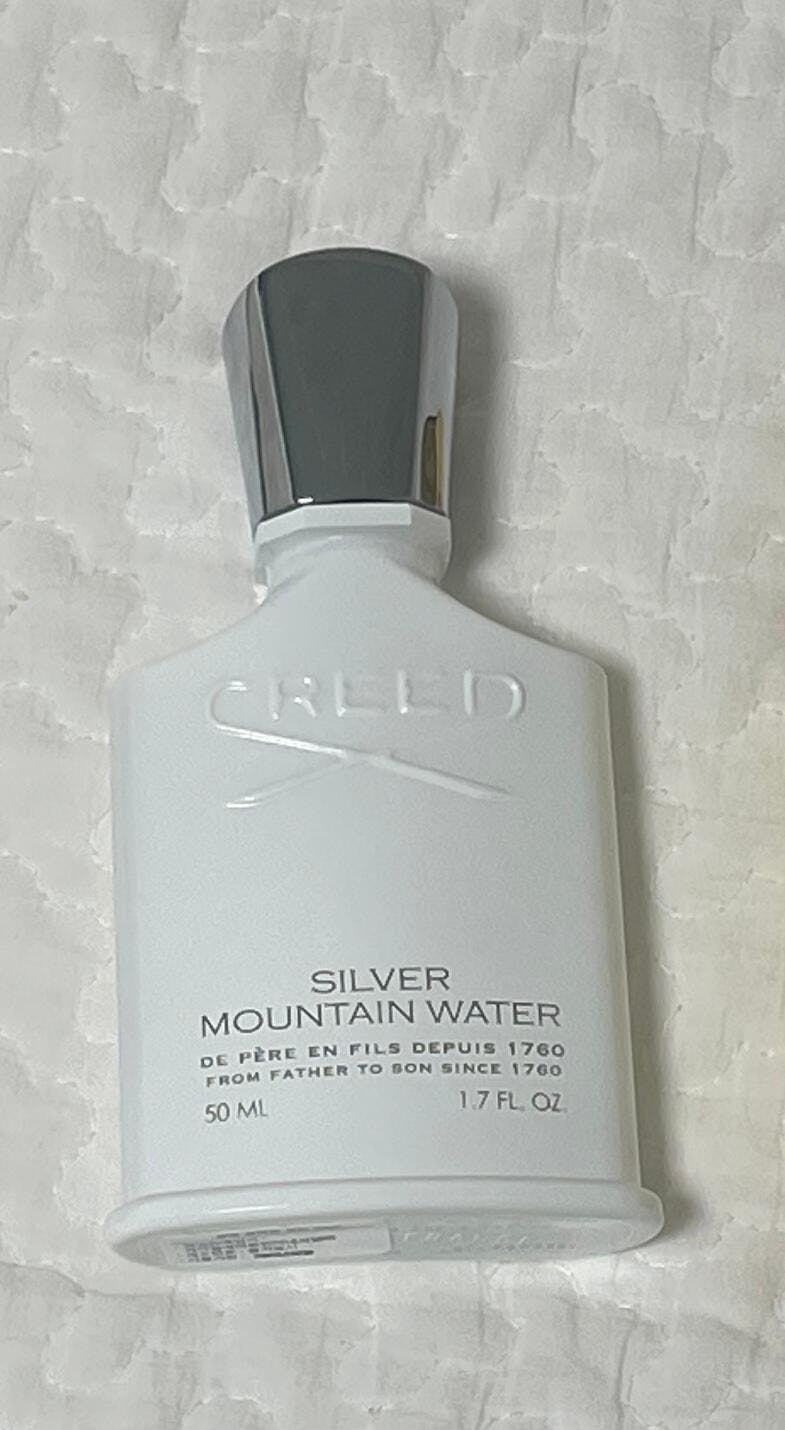 CREED
SILVER
MOUNTAIN WATER
DE PÈRE EN FILS DEPUIS 1760
FROM FATHER TO SON SINCE 1760
50 ML 1.7 FL. OZ.
FRANCE